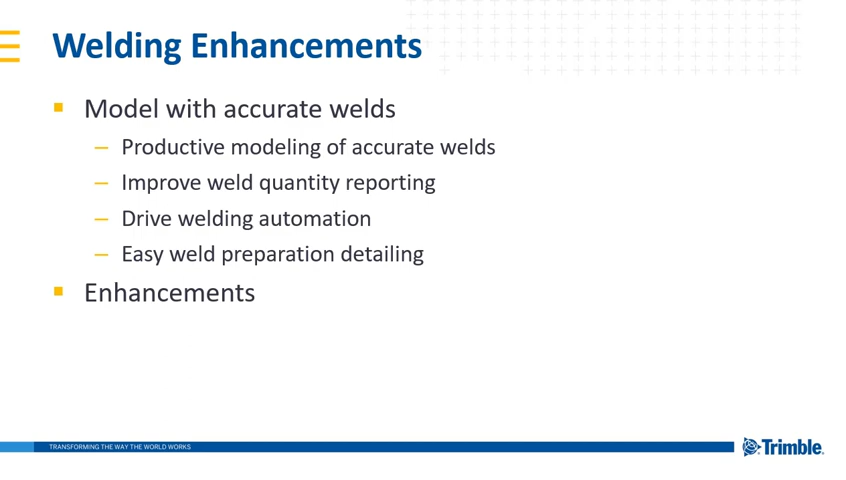 Welding Enhancements
Model with accurate welds
– Productive modeling of accurate welds
– Improve weld quantity reporting
– Drive welding automation
– Easy weld preparation detailing
Enhancements
TRANSFORMING THE WAY THE WORLD WORKS
Trimble.